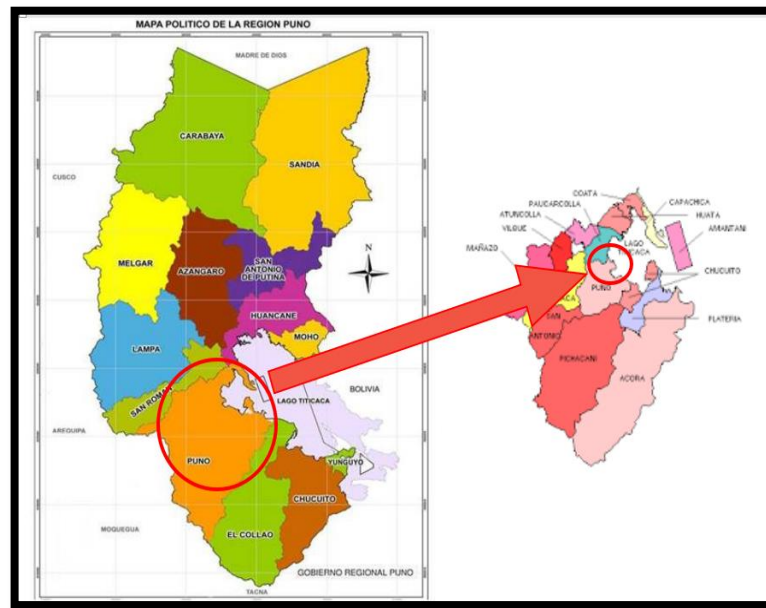 MAPA POLITICO DE LA REGION PUNO
MADRE DE DIOS
CARABAYA
SANDIA
CUSCO
MELGAR
AZANGARO
SAN
ANTONIO
DE PUTINA
N
HUANCANE
MOHO
LAMPA
SAN ROMAN
LAGO TITICACA
BOLIVIA
AREQUIPA
PUNO
YUNGUYO
CHUCUITO
MOQUEGUA
EL COLLAO
GOBIERNO REGIONAL PUNO
TACNA
COATA
CAPACHICA
PAUCARCOLLA
HUATA
ATUNCOLLA
AMANTANI
VILQUE
LAGO
MAÑAZO
CHUCUITO
PUNO
SAN
ANTONIO
PLATERIA
PICHACANI
ACORA